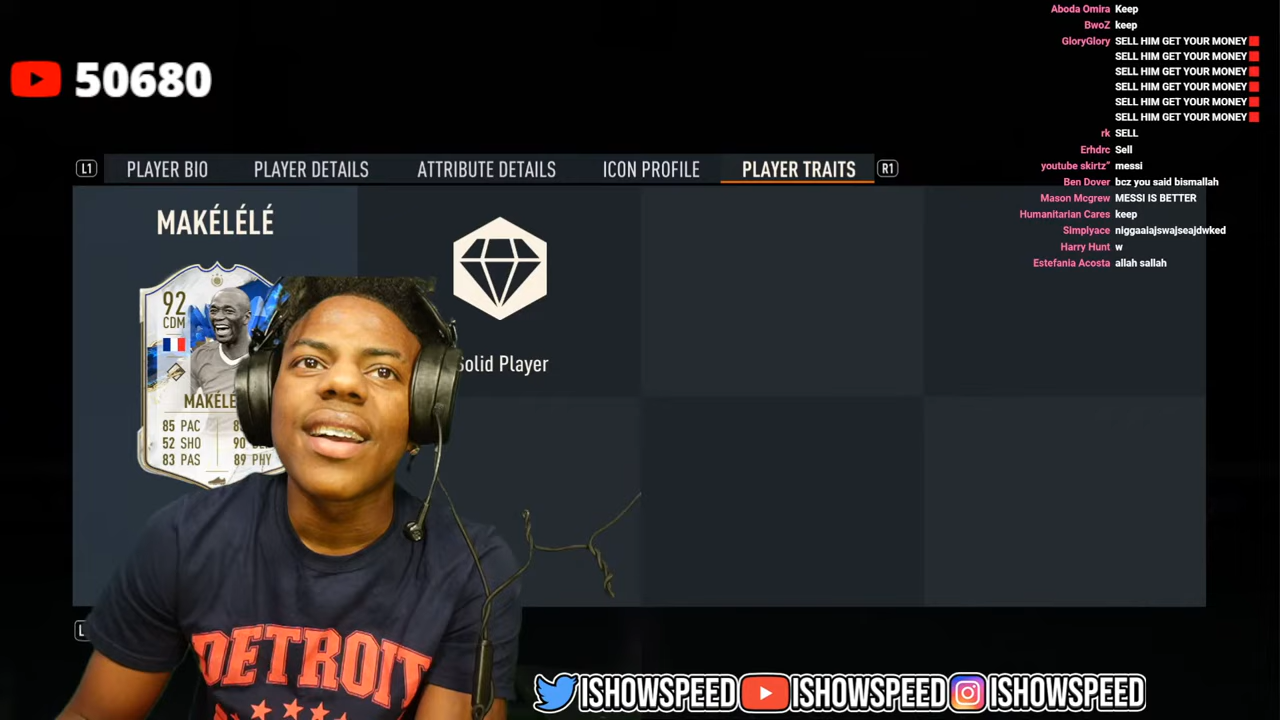 50680
Aboda Omira Keep
BwoZ keep
GloryGlory SELL HIM GET YOUR MONEY
SELL HIM GET YOUR MONEY
SELL HIM GET YOUR MONEY
SELL HIM GET YOUR MONEY
SELL HIM GET YOUR MONEY
SELL HIM GET YOUR MONEY
rk SELL
Erhdrc Sell
youtube skirtz" messi
Ben Dover bcz you said bismallah
Mason Mcgrew MESSI IS BETTER
Humanitarian Cares keep
Simplyace niggaaiajswajseajdwked
Harry Hunt w
Estefania Acosta allah sallah
L1 PLAYER BIO PLAYER DETAILS ATTRIBUTE DETAILS ICON PROFILE PLAYER TRAITS R1
MAKÉLÉLÉ
92
CDM
85 PAC
52 SHO 90
83 PAS 89 PHY
Player
DETROIT
ISHOWSPEED ISHOWSPEED ISHOWSPEED